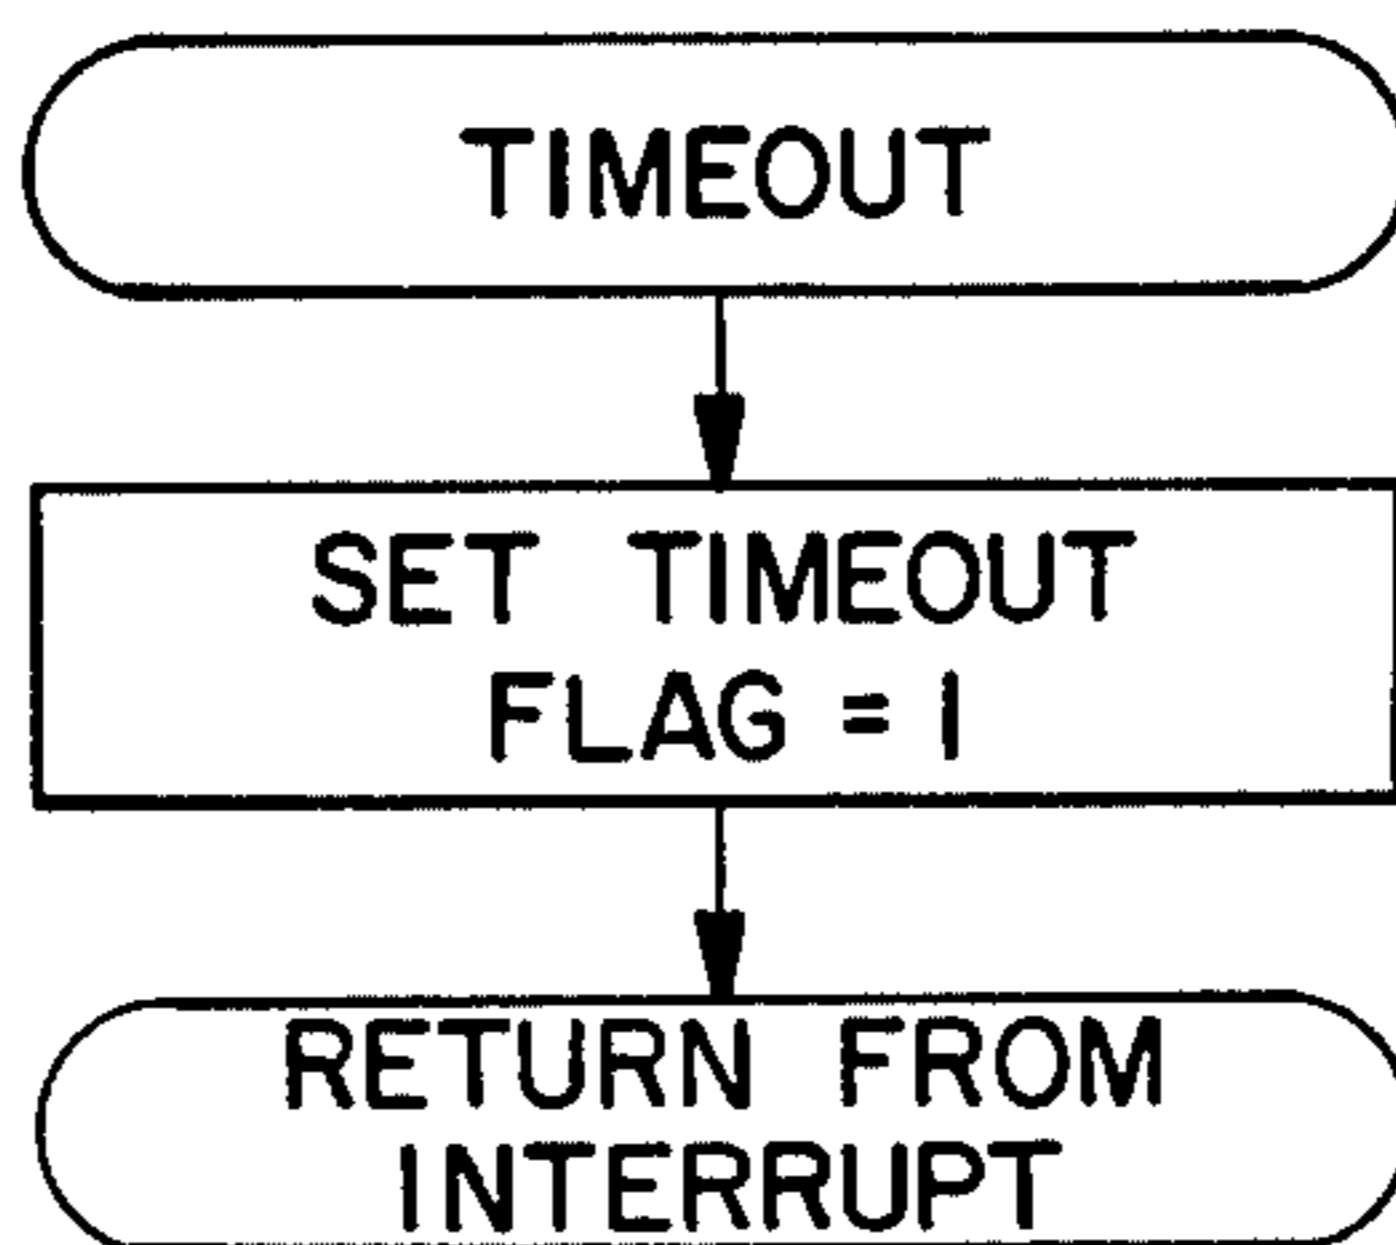 TIMEOUT
SET TIMEOUT
FLAG = 1
RETURN FROM
INTERRUPT